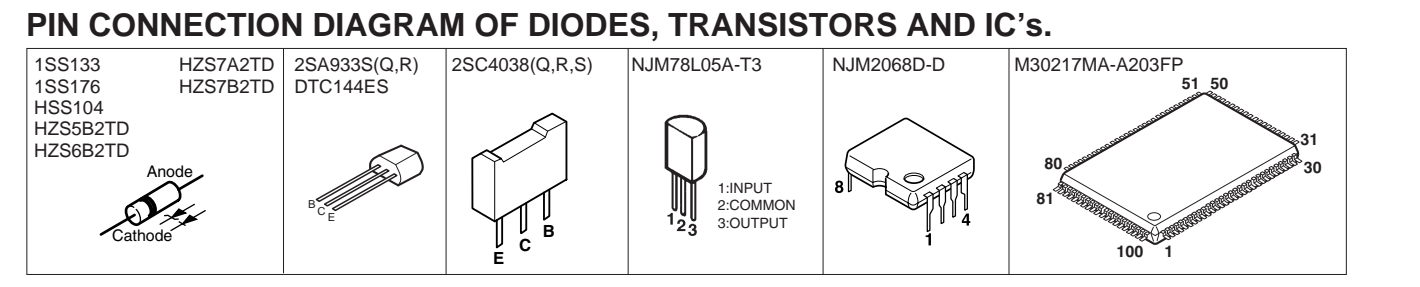 PIN CONNECTION DIAGRAM OF DIODES, TRANSISTORS AND IC's.
1SS133 HZS7A2TD
1SS176 HZS7B2TD
HSS104
HZS5B2TD
HZS6B2TD
Anode
Cathode
2SA933S(Q,R)
DTC144ES
B
C
E
2SC4038(Q,R,S)
E
C
B
NJM78L05A-T3
1:INPUT
2:COMMON
3:OUTPUT
1
2
3
NJM2068D-D
8
1
4
M30217MA-A203FP
51 50
31
30
80
81
100 1